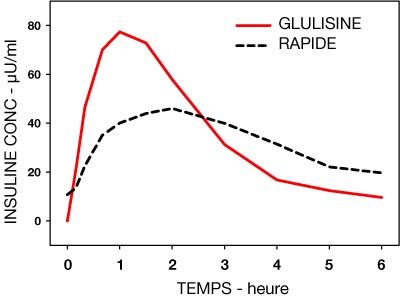 GLULISINE
RAPIDE
INSULINE CONC - µU/ml
80
60
40
20
0
0 1 2 3 4 5 6
TEMPS - heure